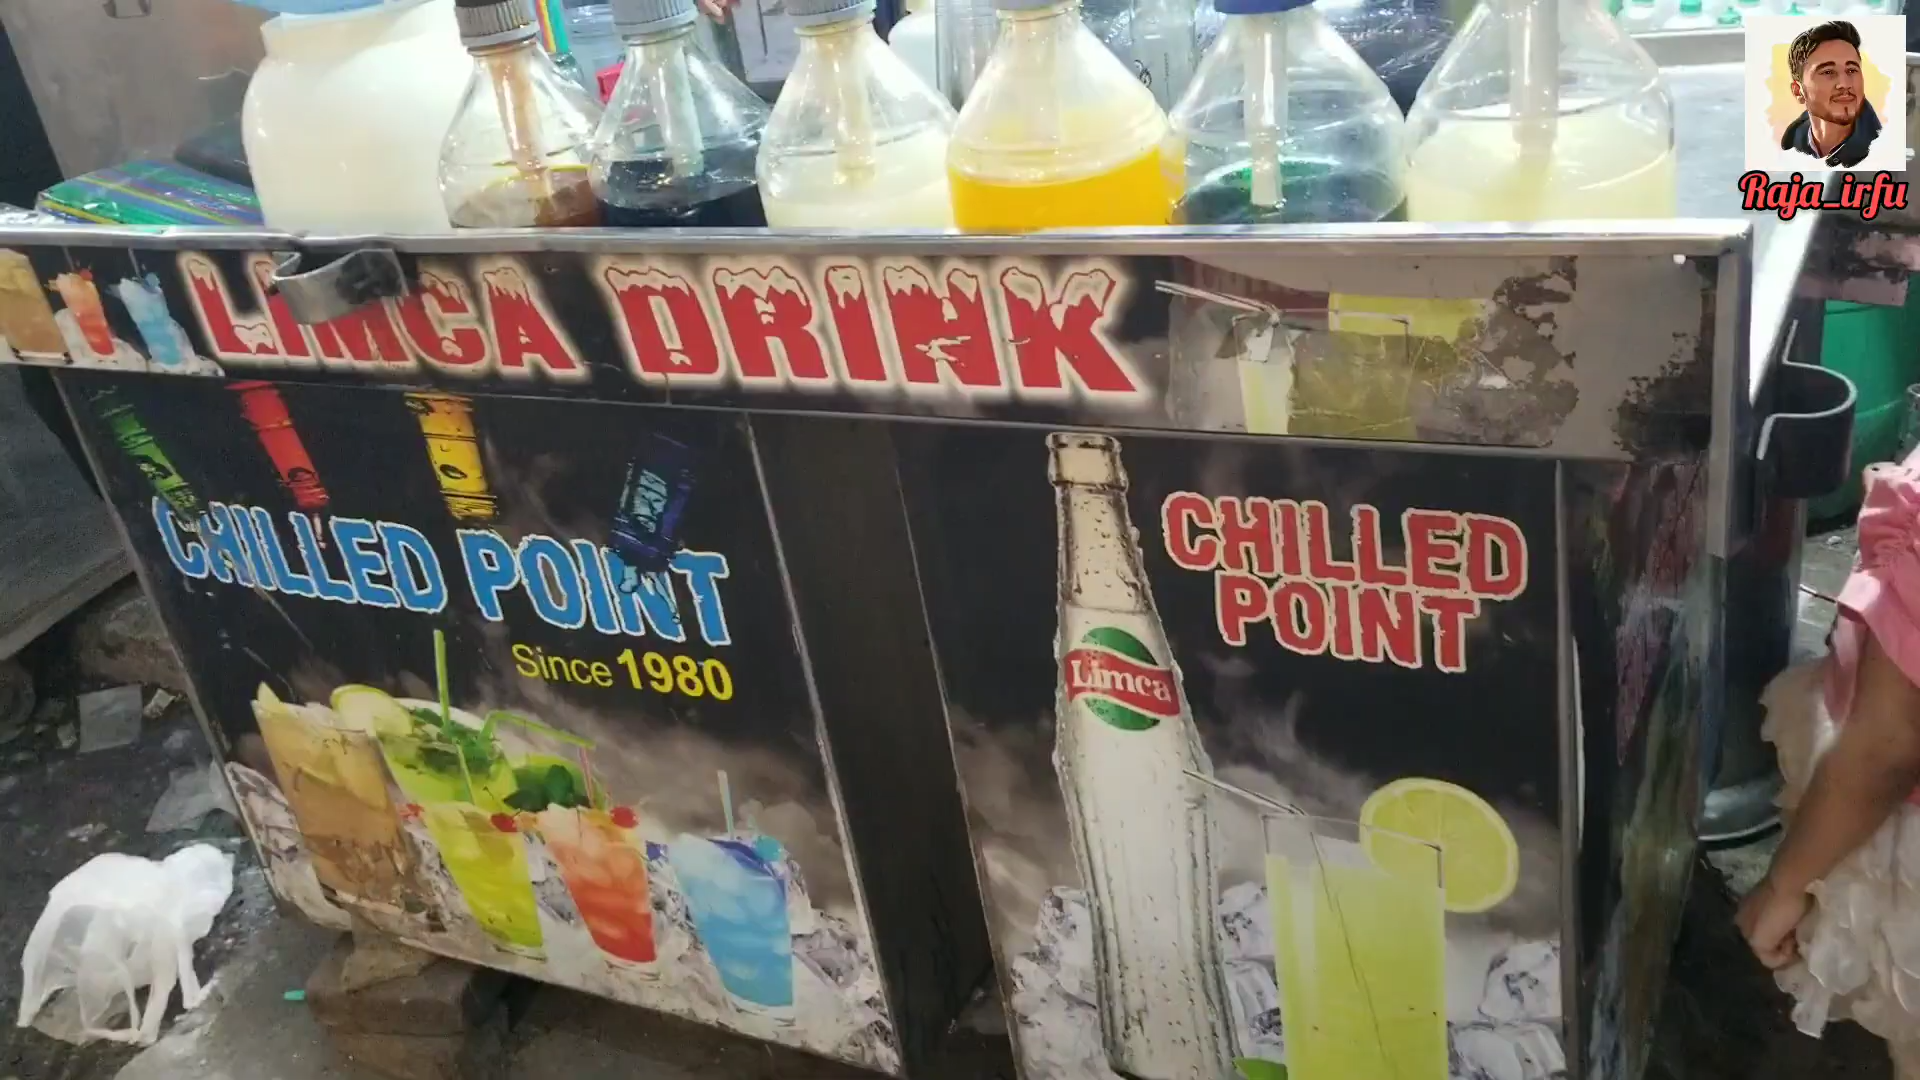 Raja_irfu
LIMCA DRINK
CHILLED POINT
Since 1980
CHILLED
POINT
Limca